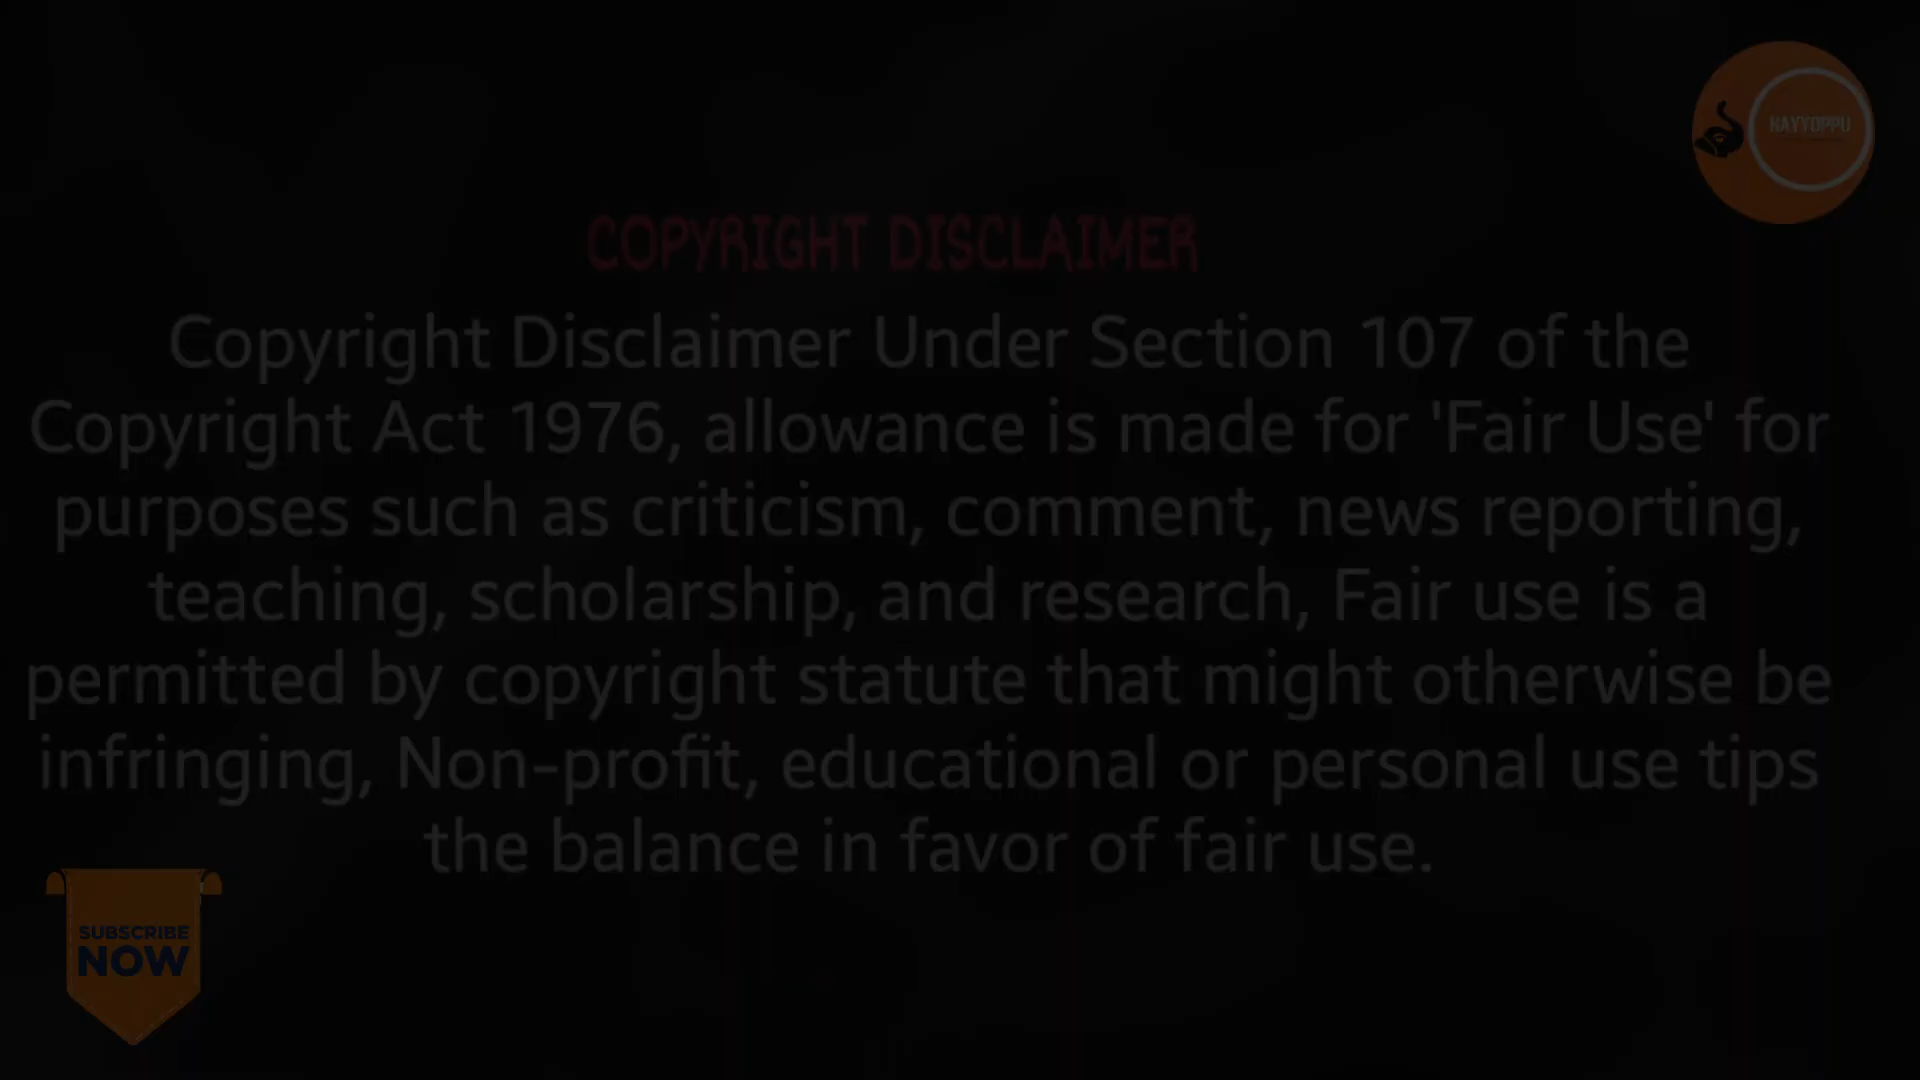 NAYYOPPU
COPYRIGHT DISCLAIMER
Copyright Disclaimer Under Section 107 of the
Copyright Act 1976, allowance is made for 'Fair Use' for
purposes such as criticism, comment, news reporting,
teaching, scholarship, and research, Fair use is a
permitted by copyright statute that might otherwise be
infringing, Non-profit, educational or personal use tips
the balance in favor of fair use.
SUBSCRIBE
NOW